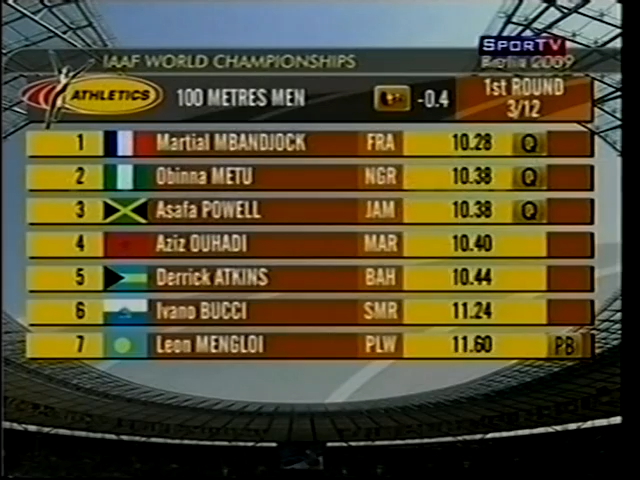 SPORTV
IAAF WORLD CHAMPIONSHIPS
Berlin 2009
ATHLETICS
100 METRES MEN
-0.4
1st ROUND
3/12
1 Martial MBANDJOCK FRA 10.28 Q
2 Obinna METU NGR 10.38 Q
3 Asafa POWELL JAM 10.38 Q
4 Aziz OUHADI MAR 10.40
5 Derrick ATKINS BAH 10.44
6 Ivano BUCCI SMR 11.24
7 Leon MENGLOI PLW 11.60 PB